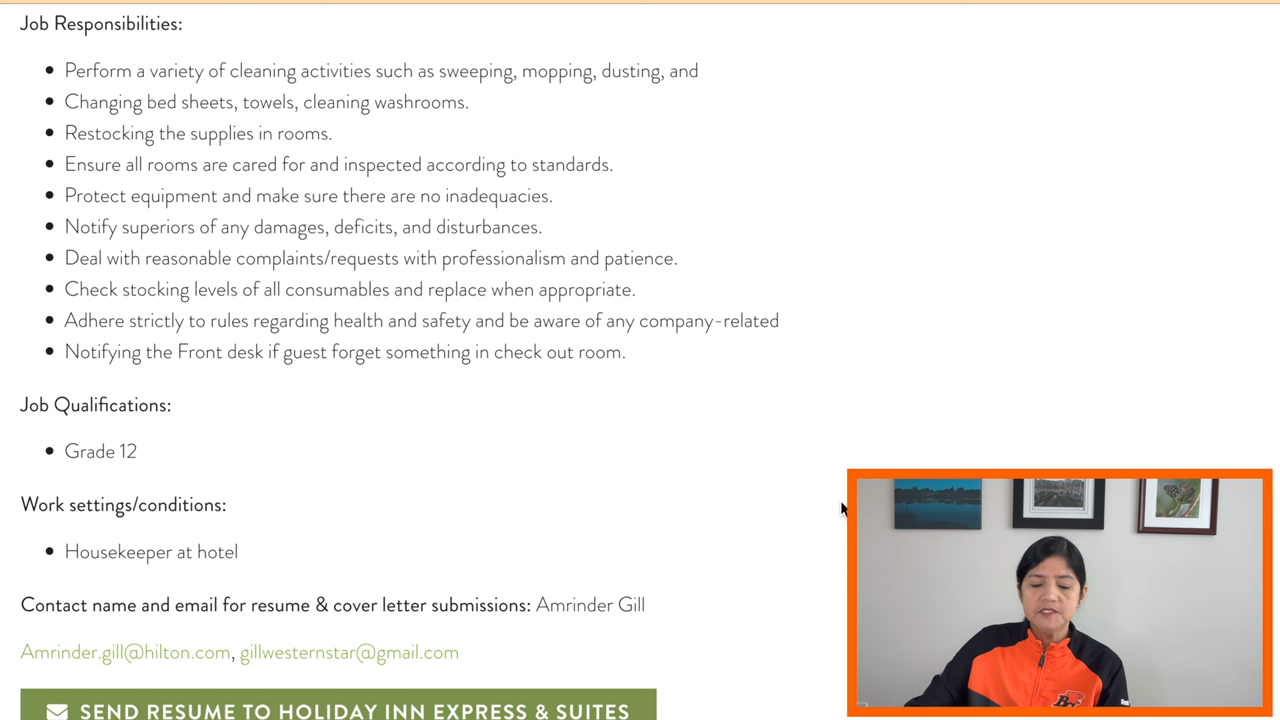 Job Responsibilities:
Perform a variety of cleaning activities such as sweeping, mopping, dusting, and
Changing bed sheets, towels, cleaning washrooms.
Restocking the supplies in rooms.
Ensure all rooms are cared for and inspected according to standards.
Protect equipment and make sure there are no inadequacies.
Notify superiors of any damages, deficits, and disturbances.
Deal with reasonable complaints/requests with professionalism and patience.
Check stocking levels of all consumables and replace when appropriate.
Adhere strictly to rules regarding health and safety and be aware of any company-related
Notifying the Front desk if guest forget something in check out room.
Job Qualifications:
Grade 12
Work settings/conditions:
Housekeeper at hotel
Contact name and email for resume & cover letter submissions: Amrinder Gill
Amrinder.gill@hilton.com, gillwesternstar@gmail.com
SEND RESUME TO HOLIDAY INN EXPRESS & SUITES